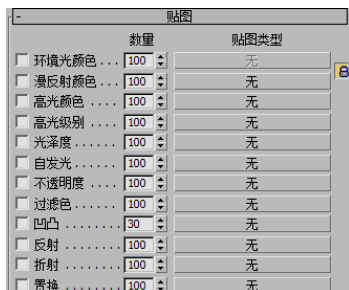 - 贴图
数量 贴图类型
环境光颜色... 100 无
漫反射颜色... 100 无
高光颜色.... 100 无
高光级别.... 100 无
光泽度...... 100 无
自发光...... 100 无
不透明度.... 100 无
过滤色...... 100 无
凹凸........ 30 无
反射........ 100 无
折射........ 100 无
置换........ 100 无